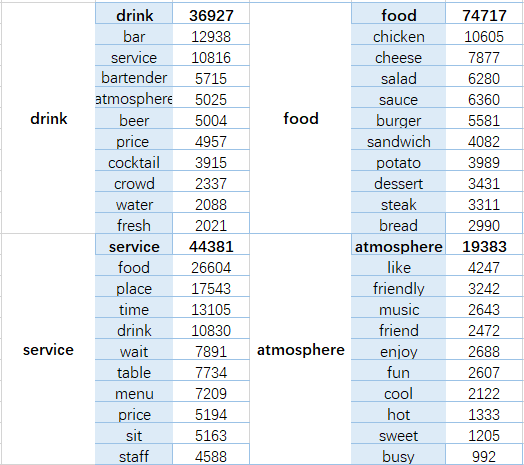 drink 36927 food 74717
bar 12938 chicken 10605
service 10816 cheese 7877
bartender 5715 salad 6280
atmosphere 5025 sauce 6360
drink beer 5004 food burger 5581
price 4957 sandwich 4082
cocktail 3915 potato 3989
crowd 2337 dessert 3431
water 2088 steak 3311
fresh 2021 bread 2990
service 44381 atmosphere 19383
food 26604 like 4247
place 17543 friendly 3242
time 13105 music 2643
drink 10830 friend 2472
service wait 7891 atmosphere enjoy 2688
table 7734 fun 2607
menu 7209 cool 2122
price 5194 hot 1333
sit 5163 sweet 1205
staff 4588 busy 992